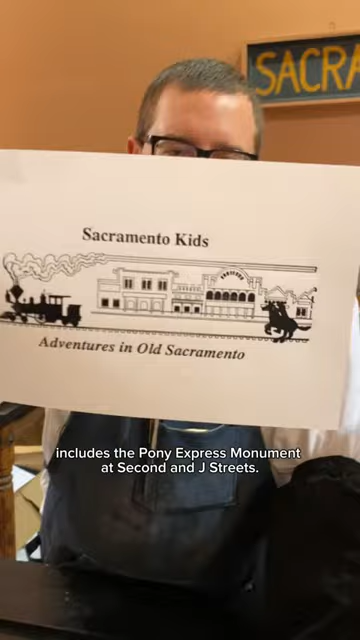 SACRA
Sacramento Kids
Adventures in Old Sacramento
includes the Pony Express Monument
at Second and J Streets.